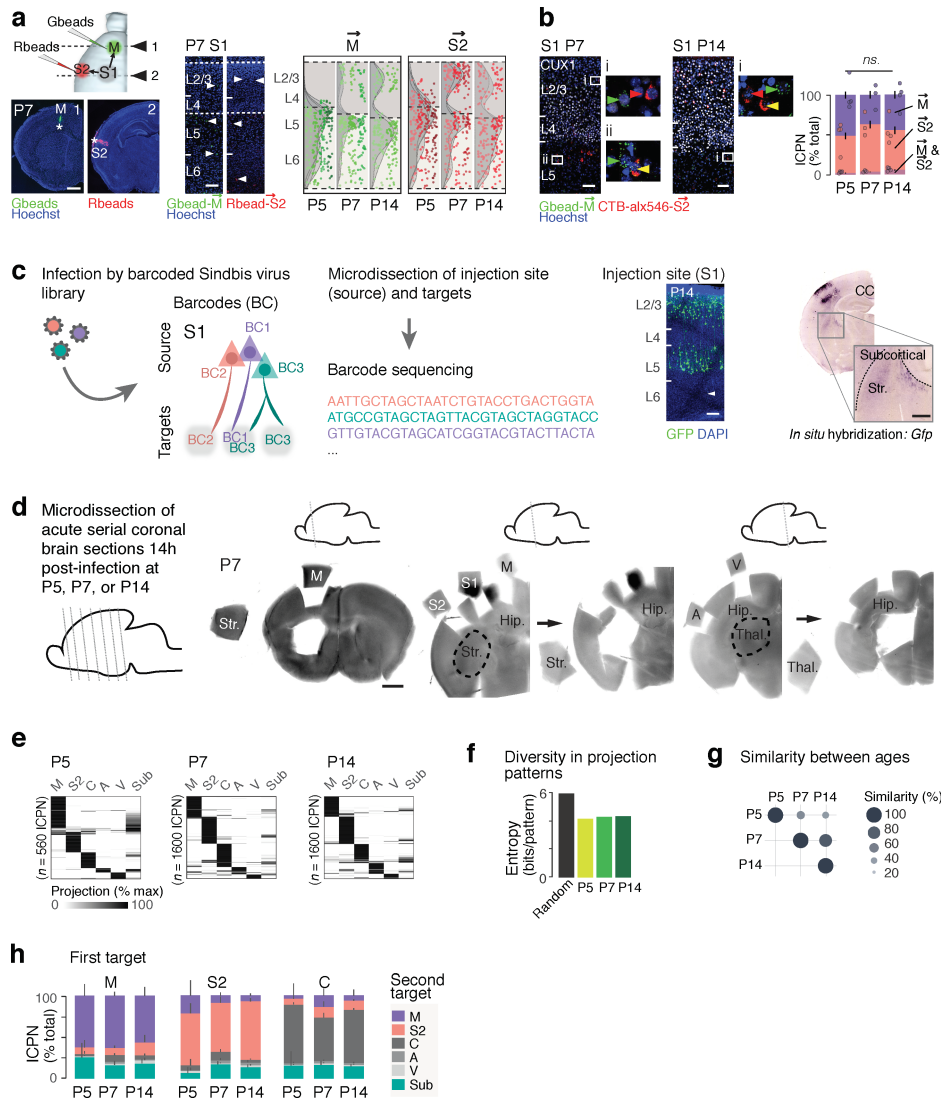 a
Gbeads
Rbeads
M
1
S2
S1
2
P7
M
1
2
*
*
S2
Gbeads
Hoechst
Rbeads
P7 S1
L2/3
L4
L5
L6
Gbead-M
Rbead-S2
M
S2
L2/3
L4
L5
L6
P5 P7 P14 P5 P7 P14
b
S1 P7
S1 P14
CUX1
L2/3
L4
L5
i
ii
i
ii
i
i
Gbead-M CTB-alx546-S2
Hoechst
ns.
ICPN
(% total)
100
0
P5 P7 P14
M
S2
M &
S2
c
Infection by barcoded Sindbis virus
library
Barcodes (BC)
Source
Targets
S1
BC1
BC2
BC3
BC2
BC1
BC3
BC3
Microdissection of injection site
(source) and targets
Barcode sequencing
AATTGCTAGCTAATCTGTACCTGACTGGTA
ATGCCGTAGCTAGTTACGTAGCTAGGTACC
GTTGTACGTAGCATCGGTACGTACTTACTA
...
Injection site (S1)
P14
L2/3
L4
L5
L6
GFP DAPI
CC
Subcortical
Str.
In situ hybridization: Gfp
d
Microdissection of
acute serial coronal
brain sections 14h
post-infection at
P5, P7, or P14
P7
Str.
M
S2
S1
M
Hip.
Str.
Str.
Hip.
V
A
Hip.
Thal.
Thal.
Hip.
e
P5
M S2 C A V Sub
(n = 560 ICPN)
P7
M S2 C A V Sub
(n = 1600 ICPN)
P14
M S2 C A V Sub
(n = 1600 ICPN)
Projection (% max)
0 100
f
Diversity in projection
patterns
Entropy
(bits/pattern)
6
0
Random P5 P7 P14
g
Similarity between ages
P5 P7 P14
P5
P7
P14
Similarity (%)
100
80
60
40
20
h
First target
M
S2
C
ICPN
(% total)
100
0
P5 P7 P14
P5 P7 P14
P5 P7 P14
Second
target
M
S2
C
A
V
Sub